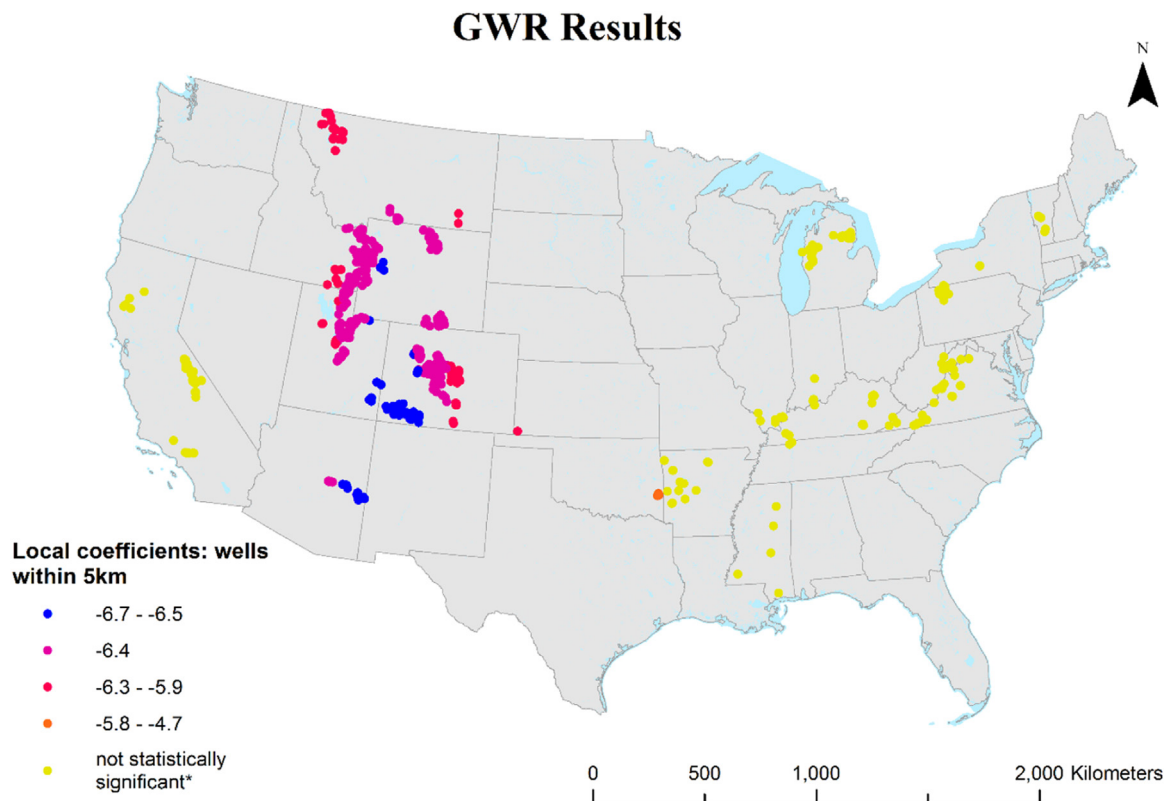 GWR Results
N
Local coefficients: wells
within 5km
-6.7 - -6.5
-6.4
-6.3 - -5.9
-5.8 - -4.7
not statistically
significant*
0 500 1,000 2,000 Kilometers